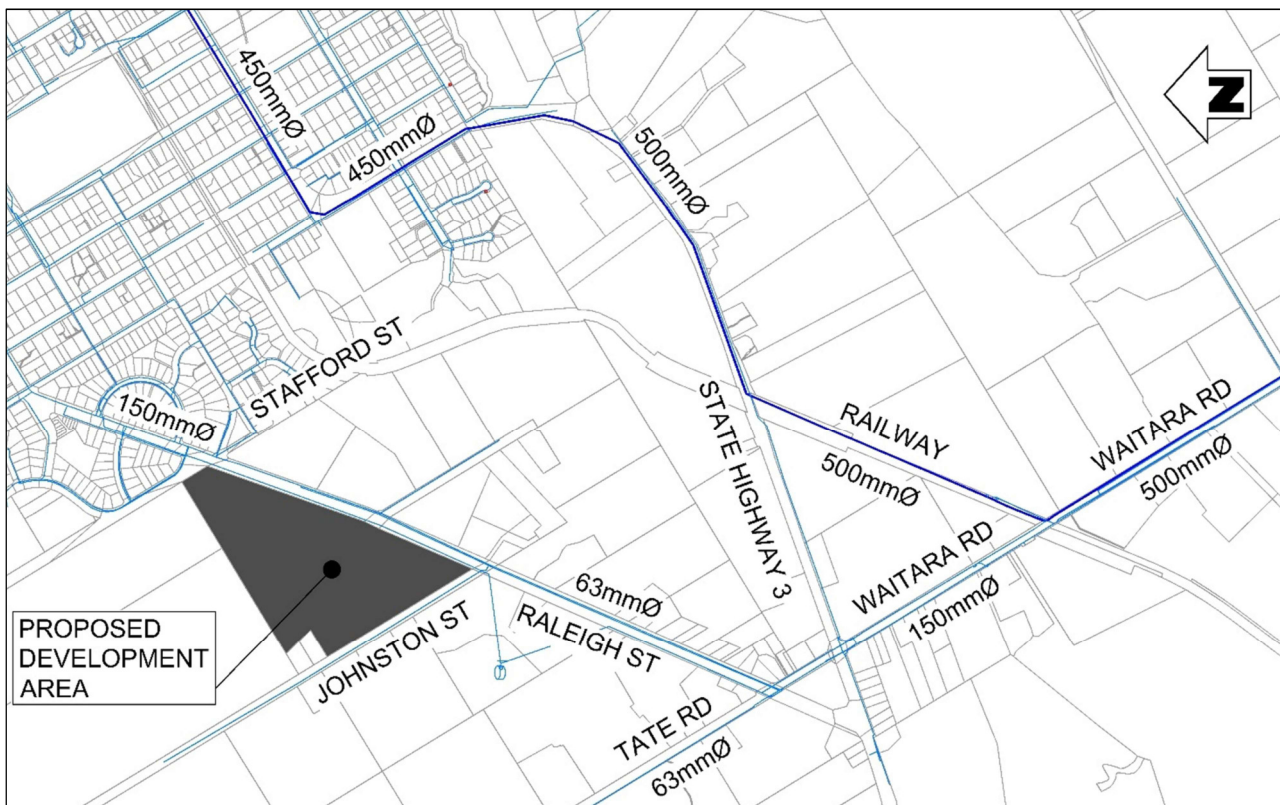 450mmØ
450mmØ
500mmØ
N
STAFFORD ST
150mmØ
STATE HIGHWAY 3
RAILWAY
500mmØ
WAITARA RD
500mmØ
WAITARA RD
150mmØ
63mmØ
RALEIGH ST
JOHNSTON ST
PROPOSED
DEVELOPMENT
AREA
TATE RD
63mmØ